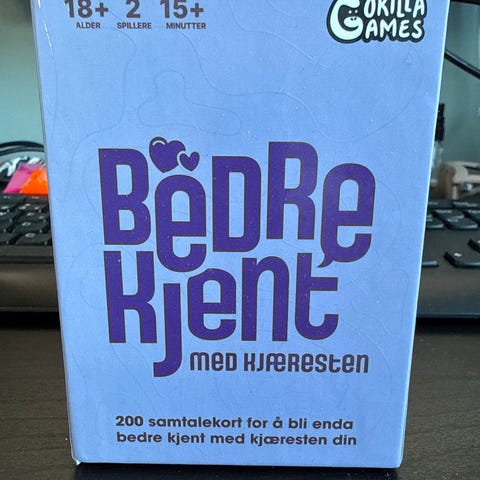 18+ 2 15+
ALDER SPILLERE MINUTTER
GORILLA
GAMES
BEDRE
KJENT
MED KJÆRESTEN
200 samtalekort for å bli enda
bedre kjent med kjæresten din